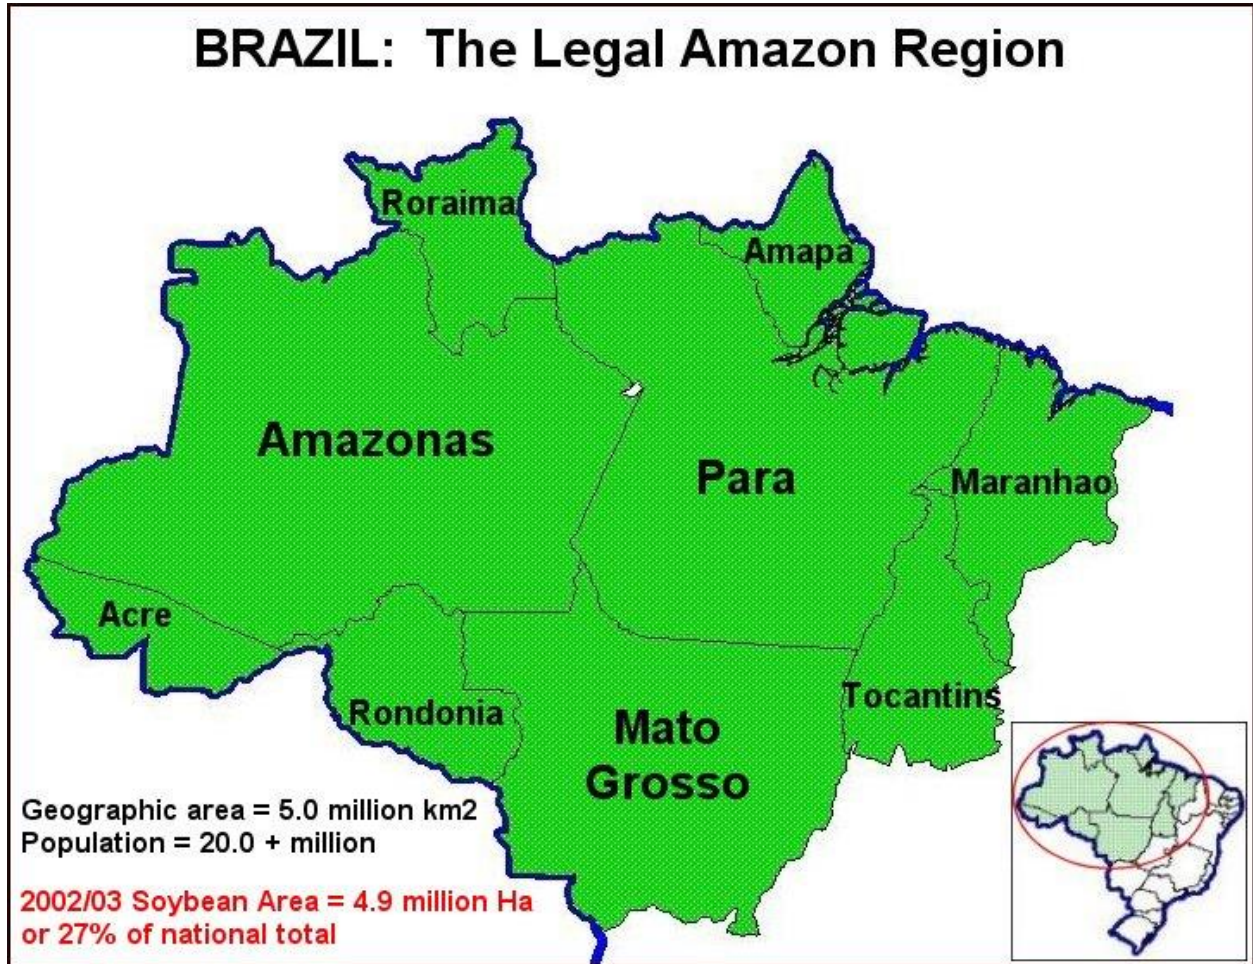 BRAZIL: The Legal Amazon Region
Roraima
Amapa
Amazonas
Para
Maranhao
Acre
Tocantins
Rondonia
Mato
Grosso
Geographic area = 5.0 million km2
Population = 20.0 + million
2002/03 Soybean Area = 4.9 million Ha
or 27% of national total